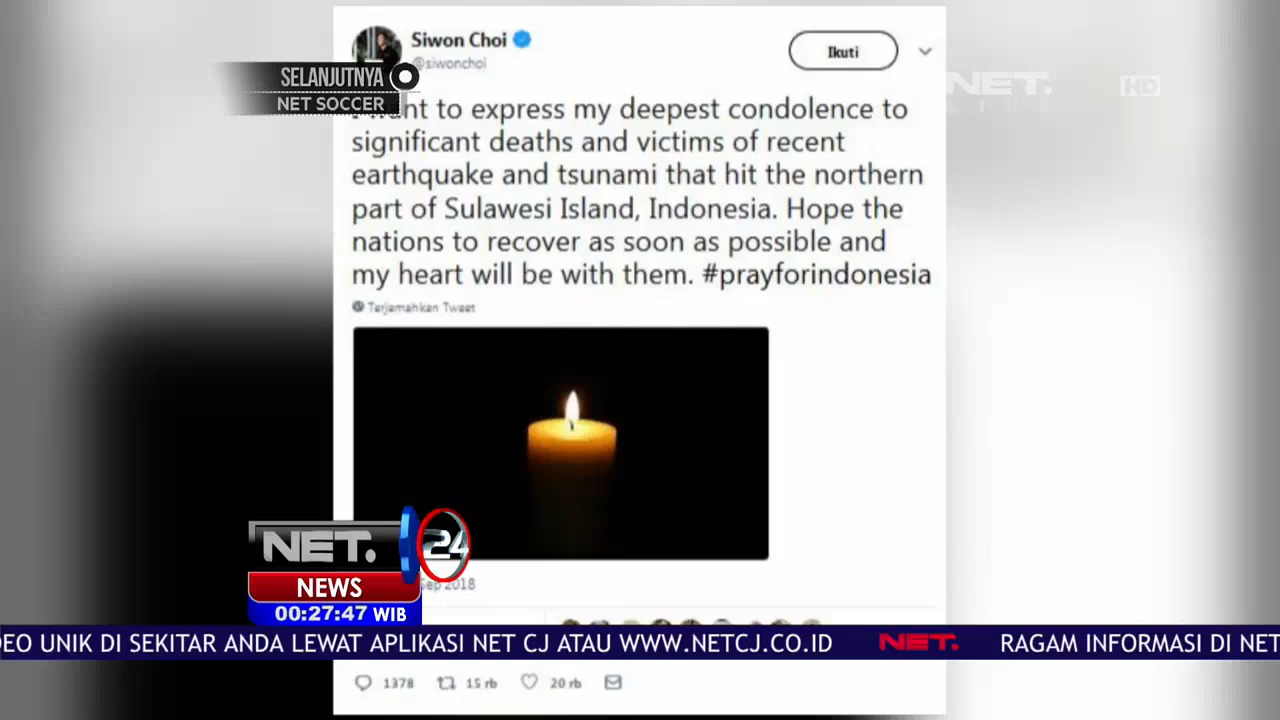 Siwon Choi
@siwonchoi
Ikuti
SELANJUTNYA
NET SOCCER
NET.
HD
to express my deepest condolence to
significant deaths and victims of recent
earthquake and tsunami that hit the northern
part of Sulawesi Island, Indonesia. Hope the
nations to recover as soon as possible and
my heart will be with them. #prayforindonesia
Terjemahkan Tweet
NET. 24
NEWS
Sep 2018
00:27:47 WIB
DEO UNIK DI SEKITAR ANDA LEWAT APLIKASI NET CJ ATAU WWW.NETCJ.CO.ID NET. RAGAM INFORMASI DI NET
1378 15 rb 20 rb